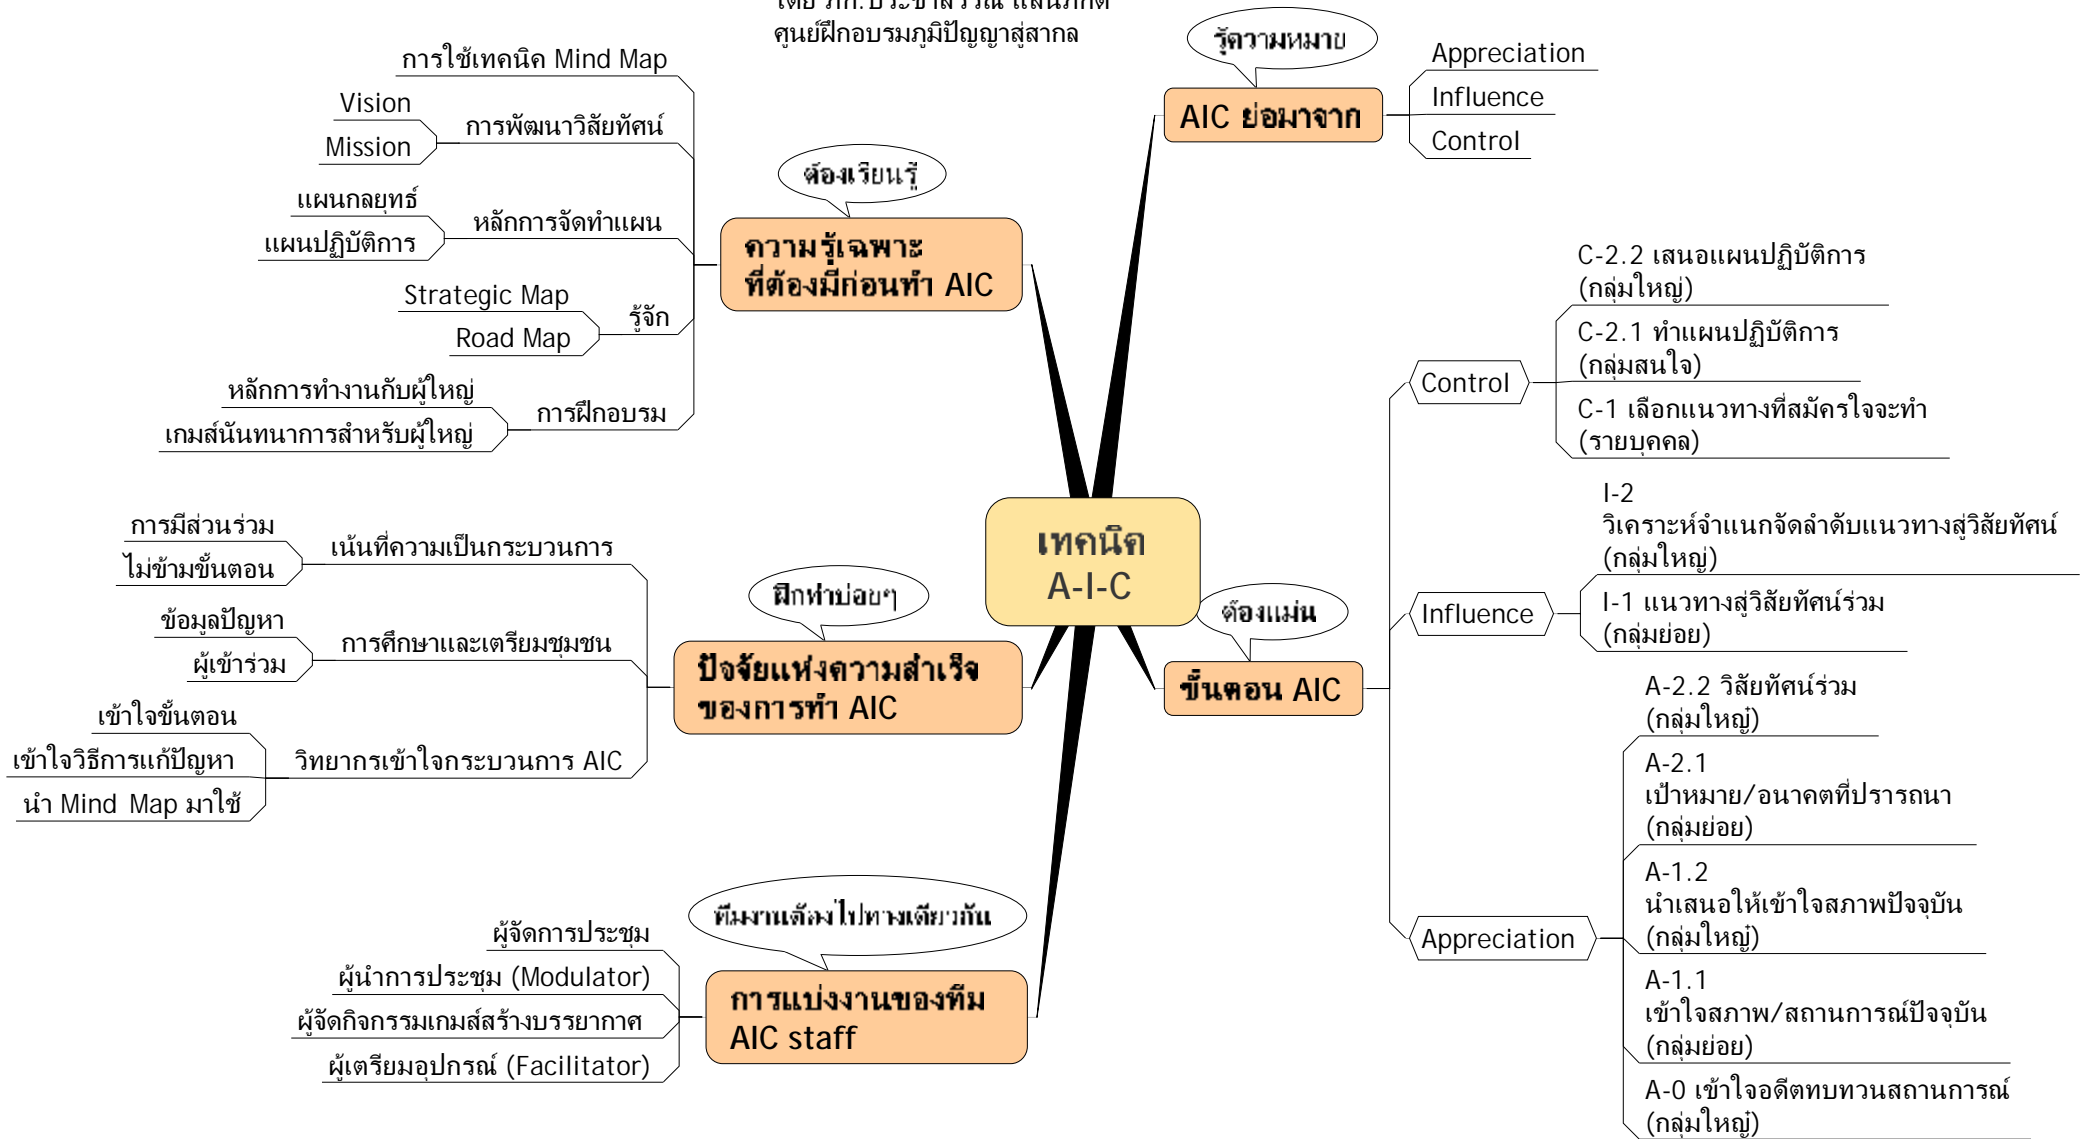 ศูนย์ฝึกอบรมภูมิปัญญาสู่สากล
รู้ความหมาย
AIC ย่อมาจาก
Appreciation
Influence
Control
การใช้เทคนิค Mind Map
Vision
Mission
การพัฒนาวิสัยทัศน์
ต้องเรียนรู้
แผนกลยุทธ์
แผนปฏิบัติการ
หลักการจัดทำแผน
ความรู้เฉพาะ
ที่ต้องมีก่อนทำ AIC
Strategic Map
Road Map
รู้จัก
หลักการทำงานกับผู้ใหญ่
เกมส์นันทนาการสำหรับผู้ใหญ่
การฝึกอบรม
C-2.2 เสนอแผนปฏิบัติการ
(กลุ่มใหญ่)
C-2.1 ทำแผนปฏิบัติการ
(กลุ่มสนใจ)
Control
C-1 เลือกแนวทางที่สมัครใจจะทำ
(รายบุคคล)
เทคนิค
A-I-C
I-2
วิเคราะห์จำแนกจัดลำดับแนวทางสู่วิสัยทัศน์
(กลุ่มใหญ่)
Influence
I-1 แนวทางสู่วิสัยทัศน์ร่วม
(กลุ่มย่อย)
การมีส่วนร่วม
ไม่ข้ามขั้นตอน
เน้นที่ความเป็นกระบวนการ
ฝึกทำบ่อยๆ
ต้องแม่น
ข้อมูลปัญหา
ผู้เข้าร่วม
การศึกษาและเตรียมชุมชน
ปัจจัยแห่งความสำเร็จ
ของการทำ AIC
ขั้นตอน AIC
เข้าใจขั้นตอน
เข้าใจวิธีการแก้ปัญหา
นำ Mind Map มาใช้
วิทยากรเข้าใจกระบวนการ AIC
A-2.2 วิสัยทัศน์ร่วม
(กลุ่มใหญ่)
A-2.1
เป้าหมาย/อนาคตที่ปรารถนา
(กลุ่มย่อย)
A-1.2
นำเสนอให้เข้าใจสภาพปัจจุบัน
(กลุ่มใหญ่)
Appreciation
A-1.1
เข้าใจสภาพ/สถานการณ์ปัจจุบัน
(กลุ่มย่อย)
A-0 เข้าใจอดีตทบทวนสถานการณ์
(กลุ่มใหญ่)
ทีมงานต้องไปทางเดียวกัน
ผู้จัดการประชุม
ผู้นำการประชุม (Modulator)
ผู้จัดกิจกรรมเกมส์สร้างบรรยากาศ
ผู้เตรียมอุปกรณ์ (Facilitator)
การแบ่งงานของทีม
AIC staff